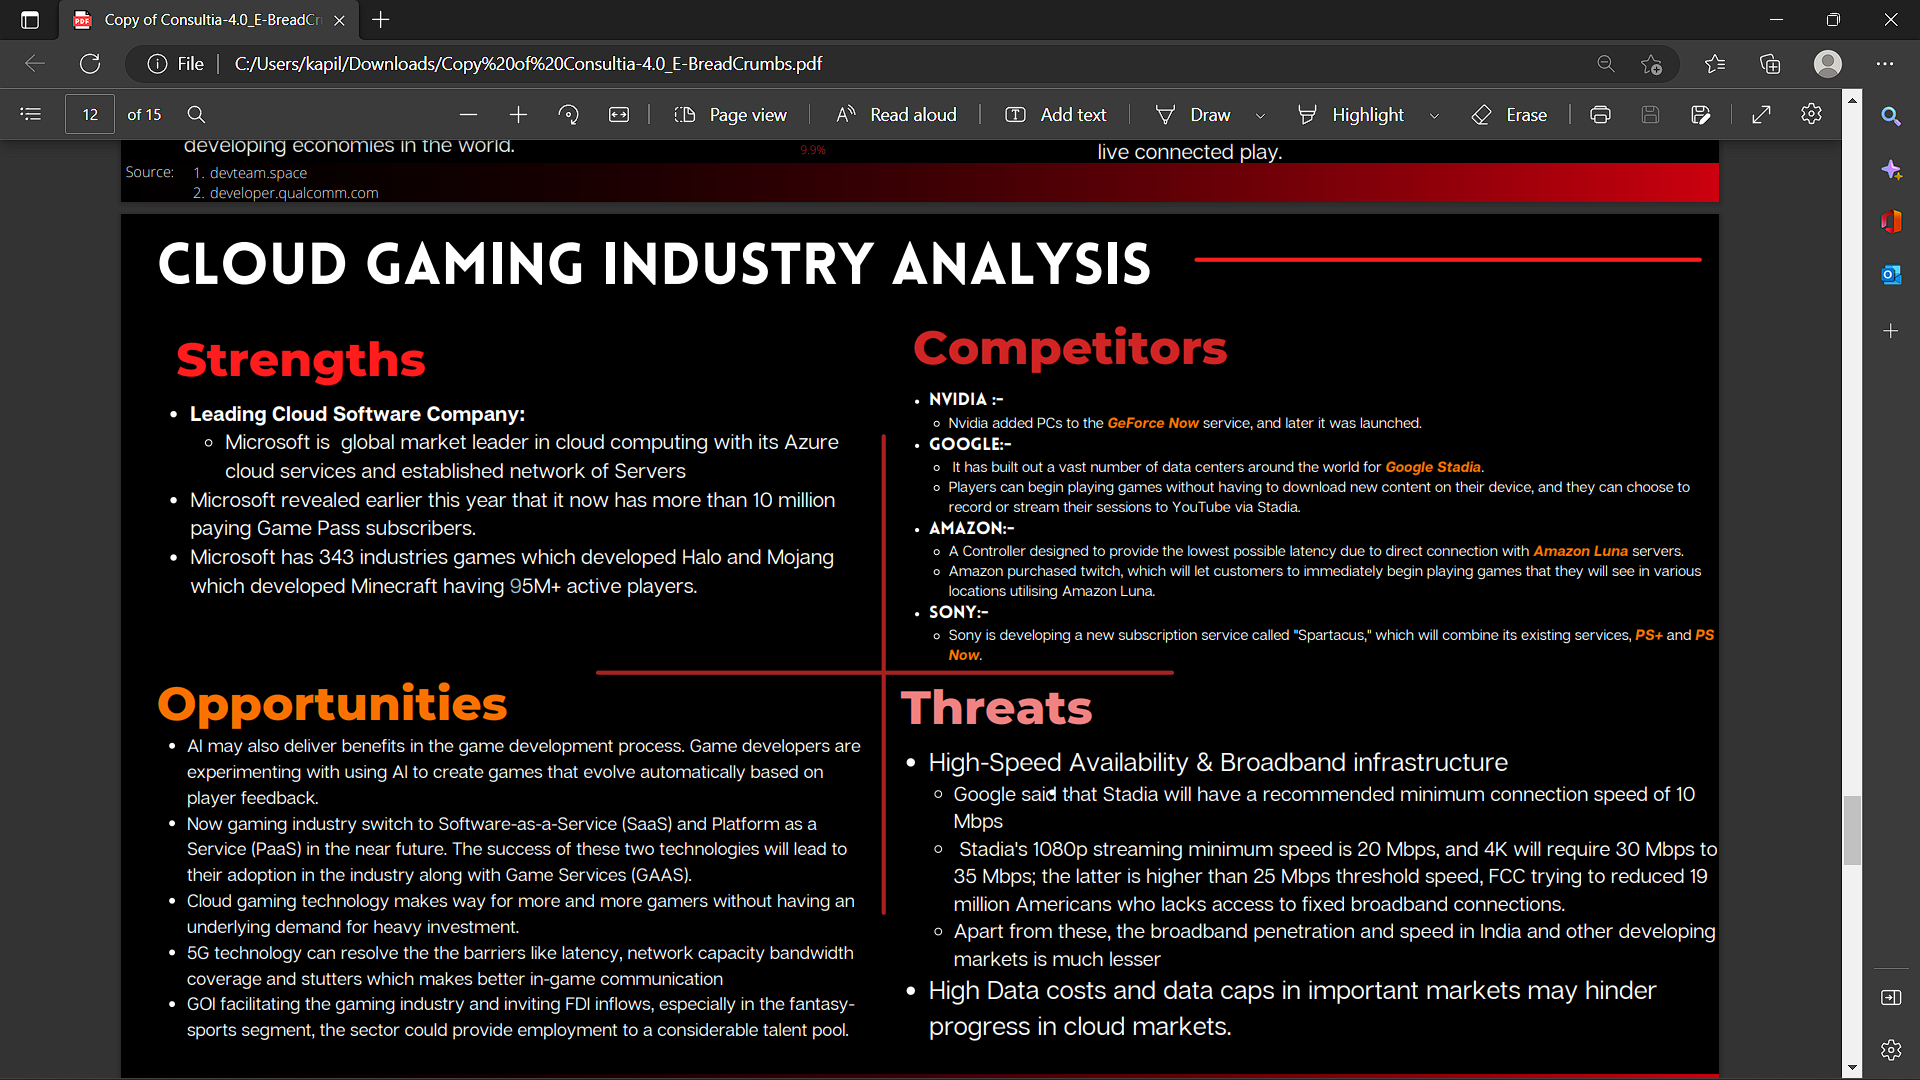 Copy of Consultia-4.0_E-BreadCr
File
C:/Users/kapil/Downloads/Copy%20of%20Consultia-4.0_E-BreadCrumbs.pdf
12 of 15
Page view
Read aloud
Add text
Draw
Highlight
Erase
developing economies in the world.
9.9%
live connected play.
Source: 1. devteam.space
2. developer.qualcomm.com
CLOUD GAMING INDUSTRY ANALYSIS
Strengths
• Leading Cloud Software Company:
○ Microsoft is global market leader in cloud computing with its Azure
cloud services and established network of Servers
• Microsoft revealed earlier this year that it now has more than 10 million
paying Game Pass subscribers.
• Microsoft has 343 industries games which developed Halo and Mojang
which developed Minecraft having 95M+ active players.
Competitors
• NVIDIA :-
○ Nvidia added PCs to the GeForce Now service, and later it was launched.
• GOOGLE:-
○ It has built out a vast number of data centers around the world for Google Stadia.
○ Players can begin playing games without having to download new content on their device, and they can choose to
record or stream their sessions to YouTube via Stadia.
• AMAZON:-
○ A Controller designed to provide the lowest possible latency due to direct connection with Amazon Luna servers.
○ Amazon purchased twitch, which will let customers to immediately begin playing games that they will see in various
locations utilising Amazon Luna.
• SONY:-
○ Sony is developing a new subscription service called "Spartacus," which will combine its existing services, PS+ and PS
Now.
Opportunities
• AI may also deliver benefits in the game development process. Game developers are
experimenting with using AI to create games that evolve automatically based on
player feedback.
• Now gaming industry switch to Software-as-a-Service (SaaS) and Platform as a
Service (PaaS) in the near future. The success of these two technologies will lead to
their adoption in the industry along with Game Services (GAAS).
• Cloud gaming technology makes way for more and more gamers without having an
underlying demand for heavy investment.
• 5G technology can resolve the the barriers like latency, network capacity bandwidth
coverage and stutters which makes better in-game communication
• GOI facilitating the gaming industry and inviting FDI inflows, especially in the fantasy-
sports segment, the sector could provide employment to a considerable talent pool.
Threats
• High-Speed Availability & Broadband infrastructure
○ Google said that Stadia will have a recommended minimum connection speed of 10
Mbps
○ Stadia's 1080p streaming minimum speed is 20 Mbps, and 4K will require 30 Mbps to
35 Mbps; the latter is higher than 25 Mbps threshold speed, FCC trying to reduced 19
million Americans who lacks access to fixed broadband connections.
○ Apart from these, the broadband penetration and speed in India and other developing
markets is much lesser
• High Data costs and data caps in important markets may hinder
progress in cloud markets.